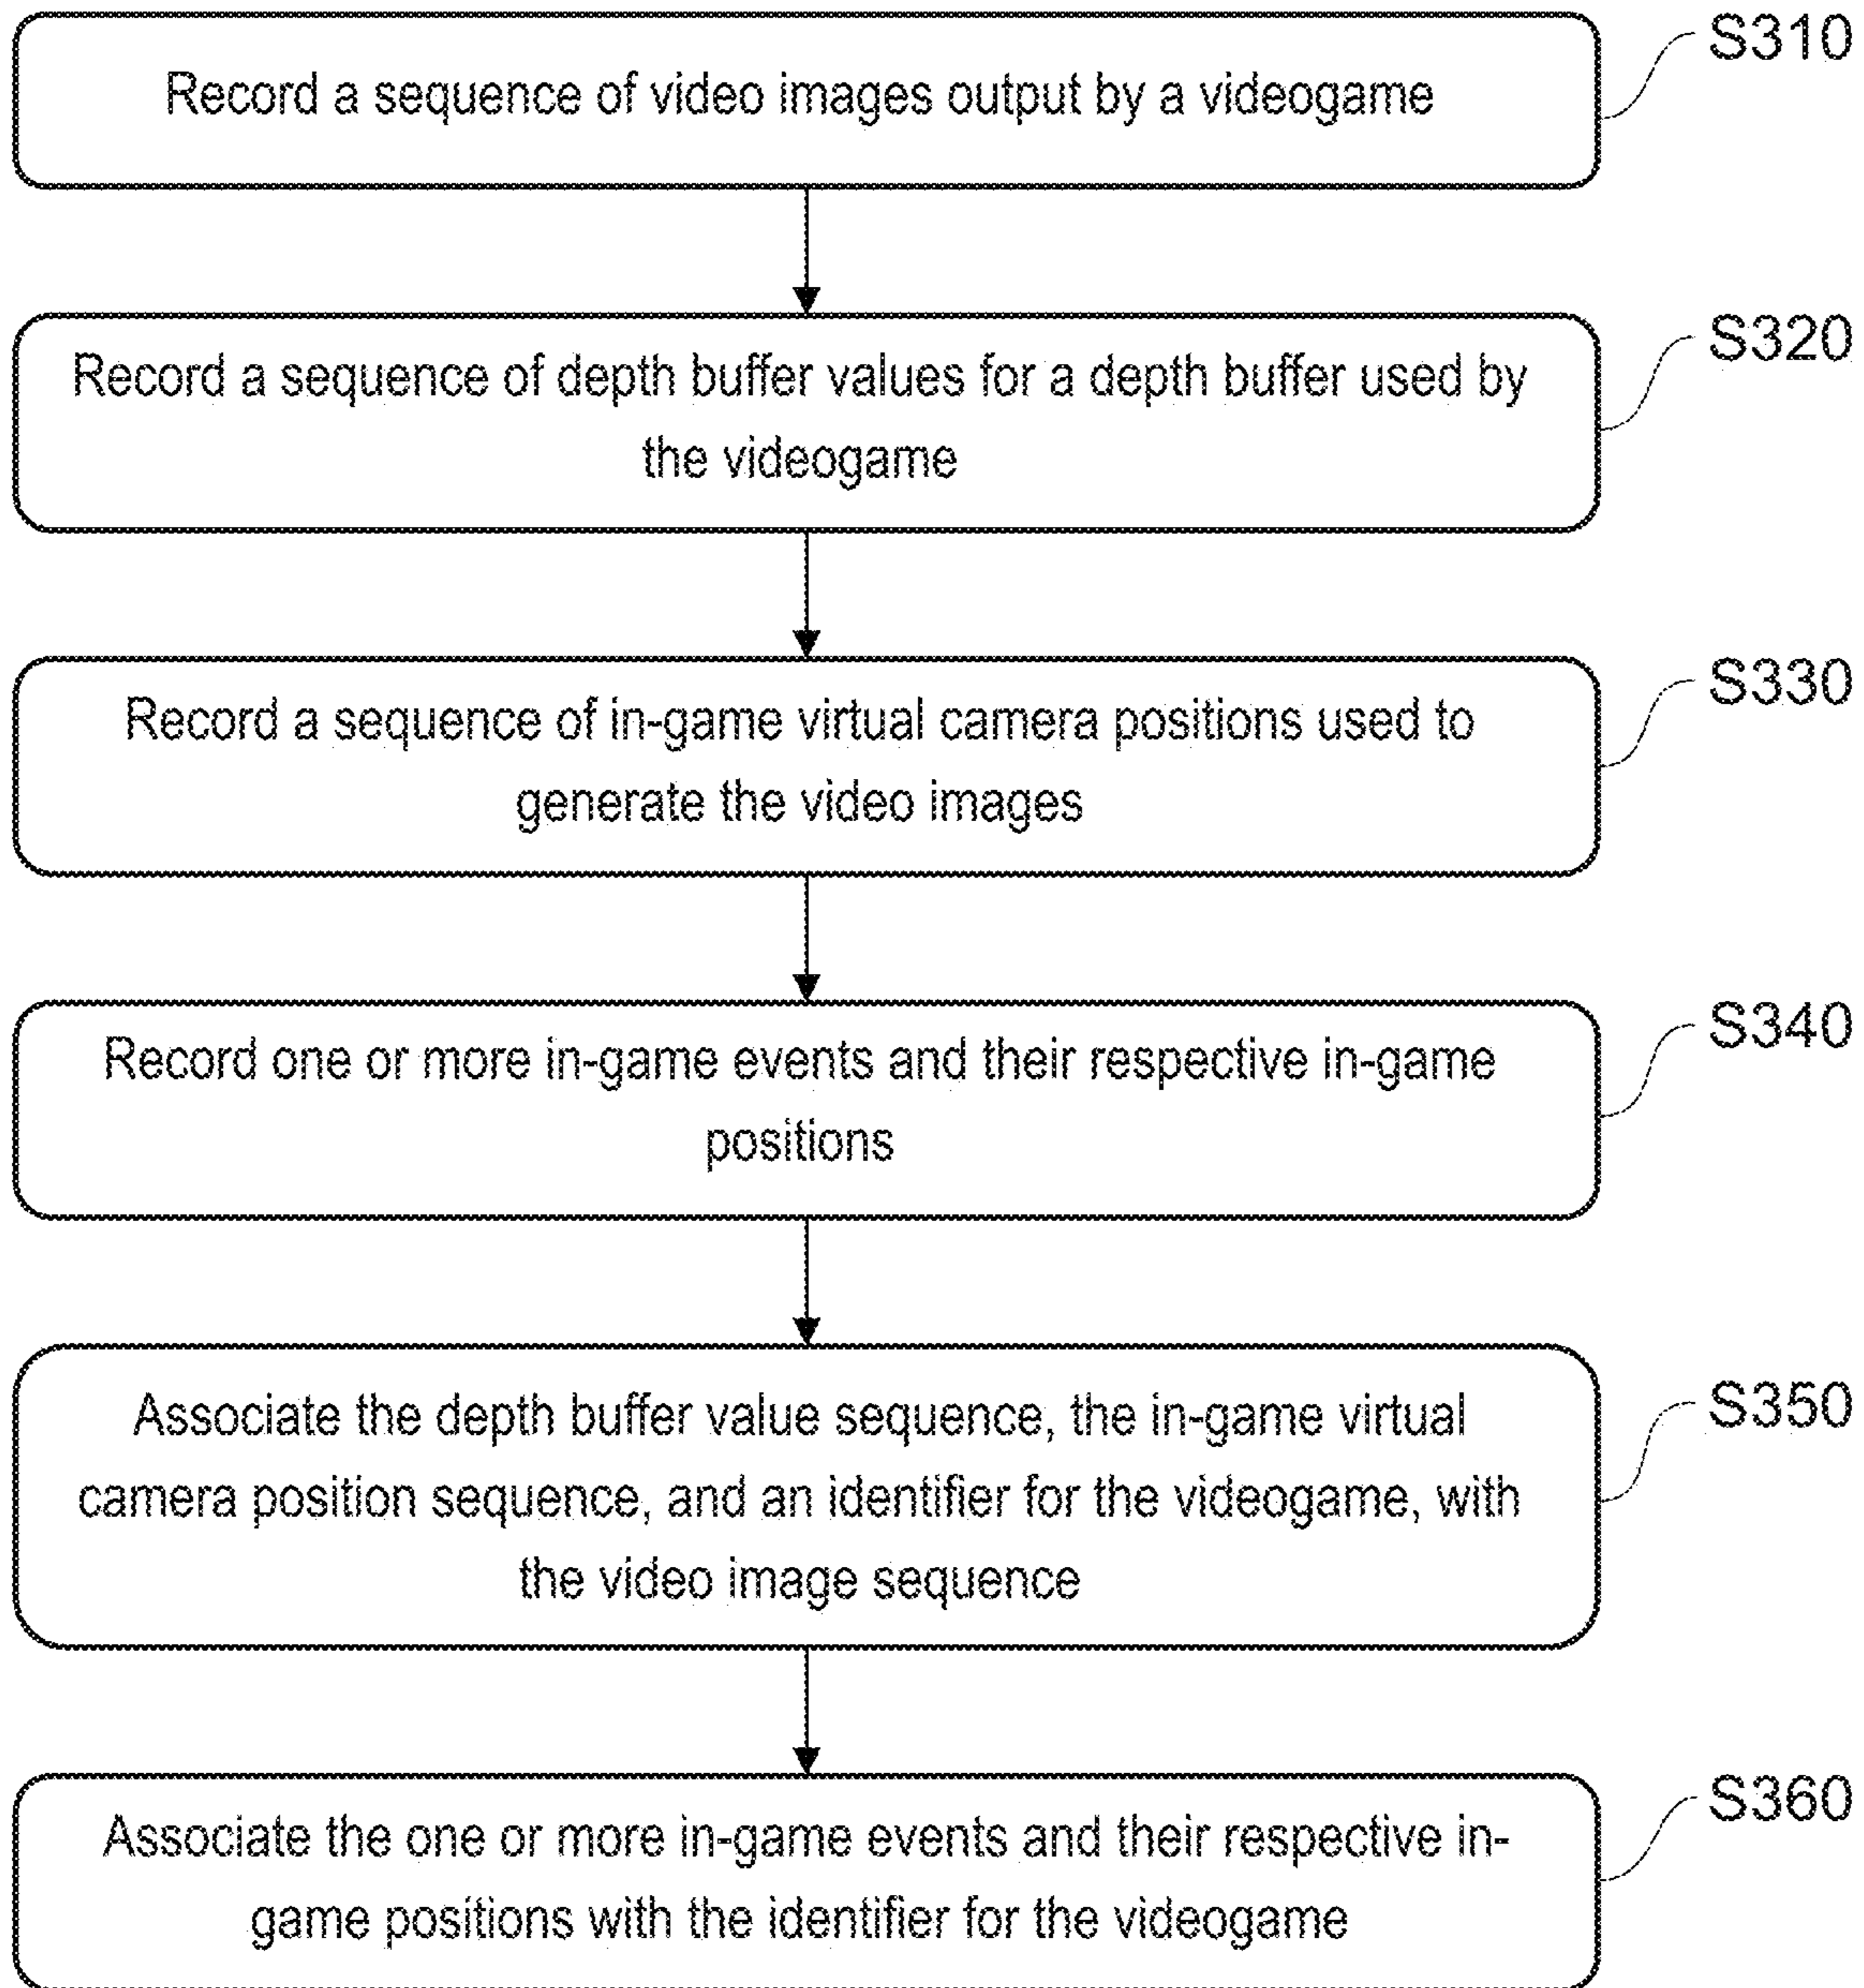 S310
Record a sequence of video images output by a videogame
S320
Record a sequence of depth buffer values for a depth buffer used by
the videogame
S330
Record a sequence of in-game virtual camera positions used to
generate the video images
S340
Record one or more in-game events and their respective in-game
positions
S350
Associate the depth buffer value sequence, the in-game virtual
camera position sequence, and an identifier for the videogame, with
the video image sequence
S360
Associate the one or more in-game events and their respective in-
game positions with the identifier for the videogame